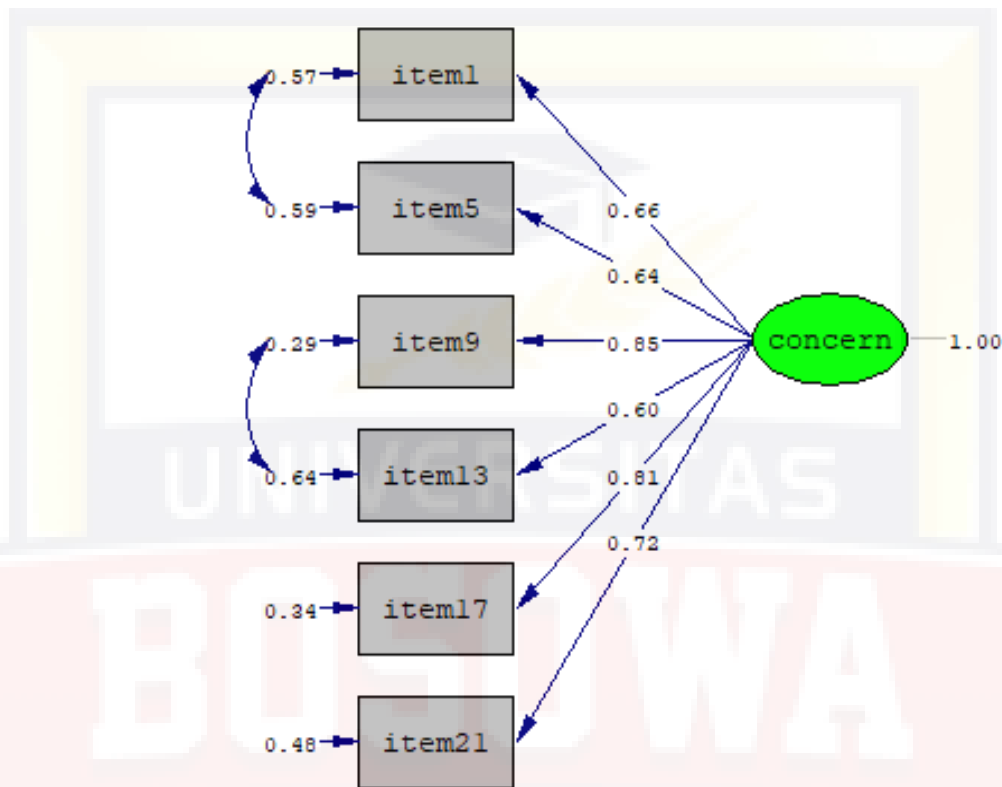 0.57 item1
0.59 item5 0.66
0.64
0.29 item9 0.85 concern 1.00
0.60
0.64 item13 0.81
0.72
0.34 item17
0.48 item21
UNIVERSITAS
BOSOWA